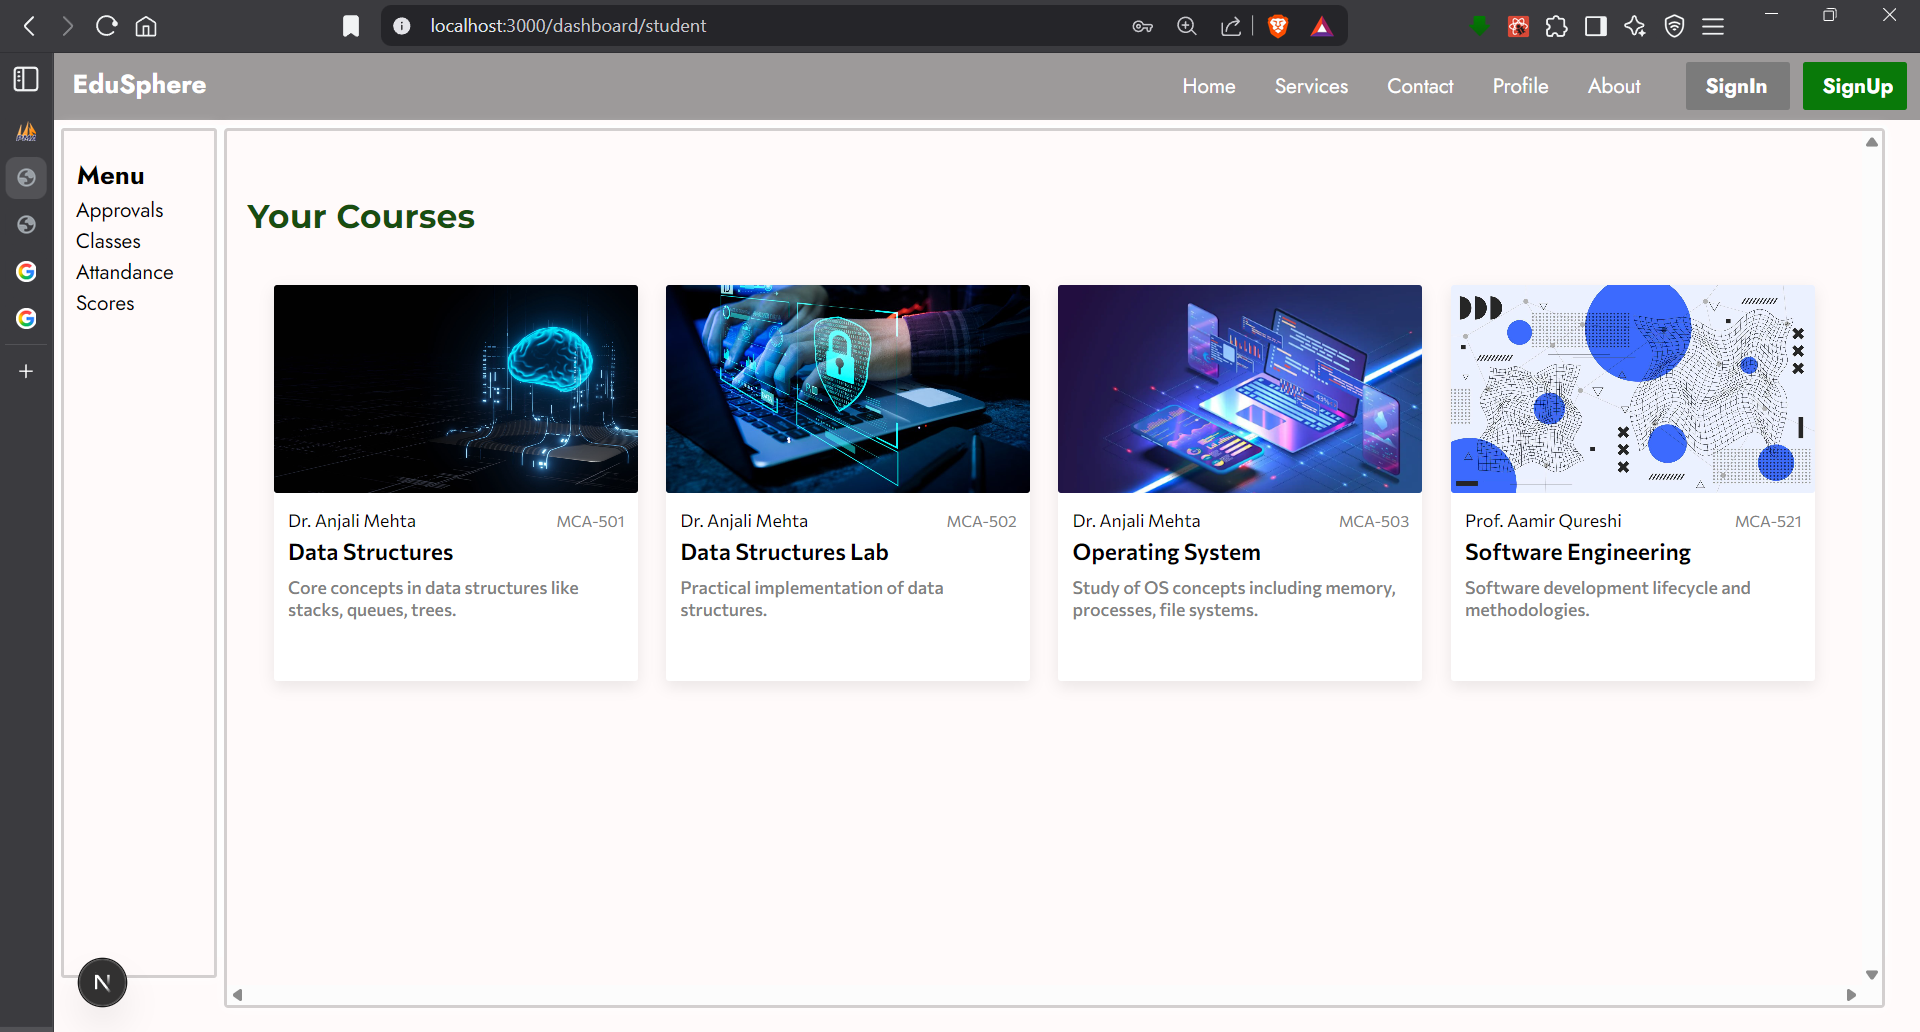 localhost:3000/dashboard/student
EduSphere
Home
Services
Contact
Profile
About
SignIn
SignUp
Menu
Approvals
Classes
Attandance
Scores
Your Courses
Dr. Anjali Mehta
MCA-501
Data Structures
Core concepts in data structures like
stacks, queues, trees.
Dr. Anjali Mehta
MCA-502
Data Structures Lab
Practical implementation of data
structures.
Dr. Anjali Mehta
MCA-503
Operating System
Study of OS concepts including memory,
processes, file systems.
Prof. Aamir Qureshi
MCA-521
Software Engineering
Software development lifecycle and
methodologies.
N